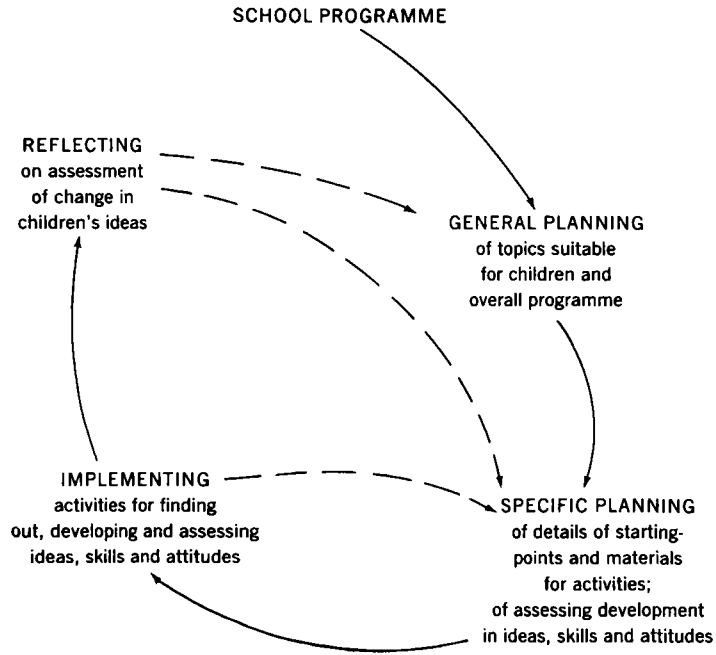 SCHOOL PROGRAMME
REFLECTING
on assessment
of change in
children's ideas
GENERAL PLANNING
of topics suitable
for children and
overall programme
IMPLEMENTING
activities for finding
out, developing and assessing
ideas, skills and attitudes
SPECIFIC PLANNING
of details of starting-
points and materials
for activities;
of assessing development
in ideas, skills and attitudes